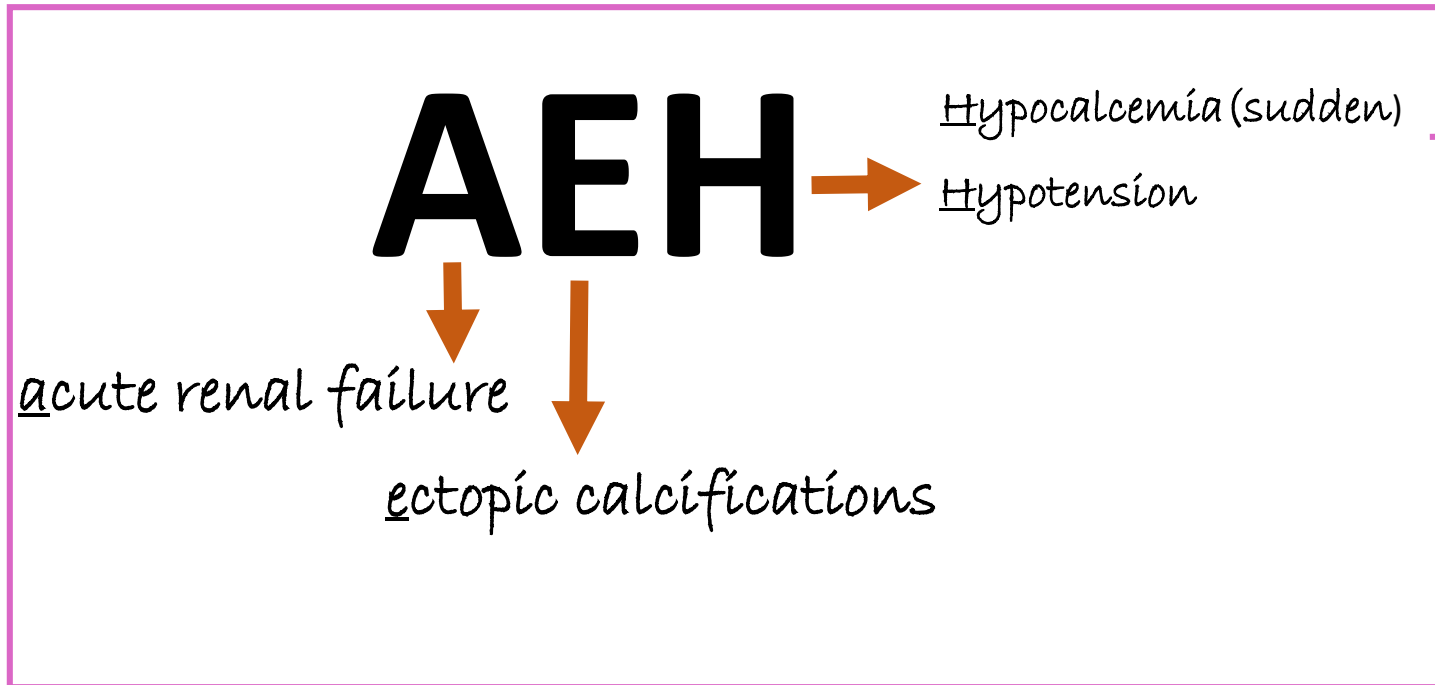 AEH
Hypocalcemia (sudden)
Hypotension
acute renal failure
ectopic calcifications